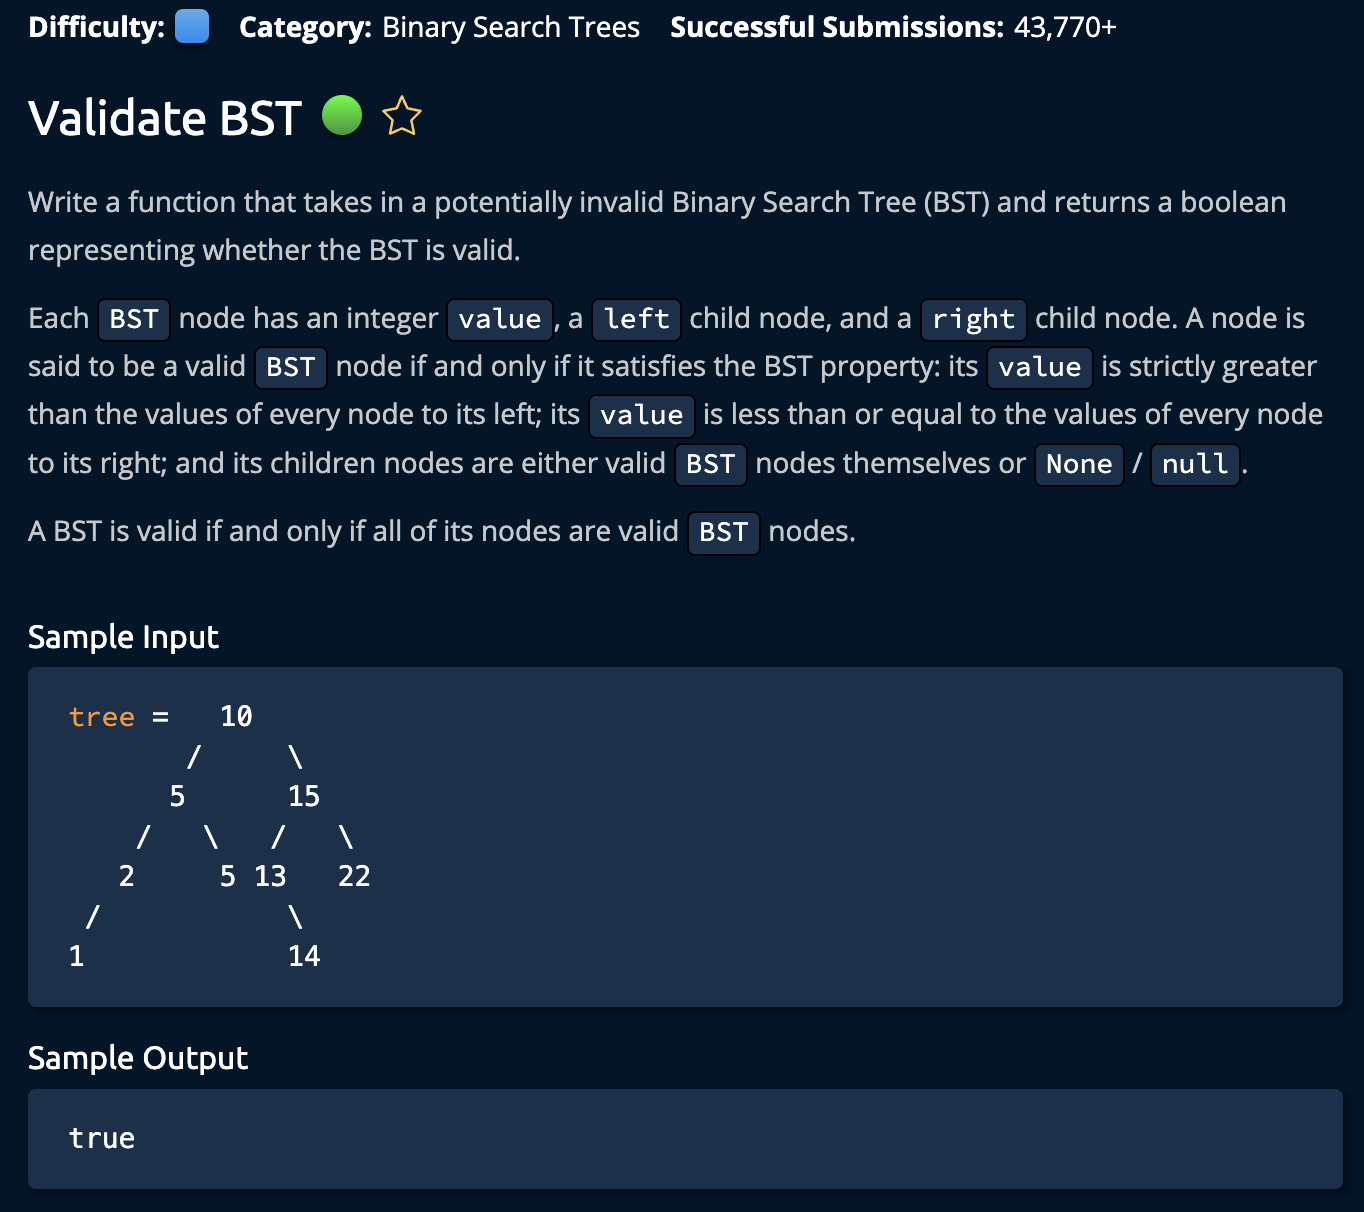 Difficulty: Category: Binary Search Trees Successful Submissions: 43,770+
Validate BST
Write a function that takes in a potentially invalid Binary Search Tree (BST) and returns a boolean
representing whether the BST is valid.
Each BST node has an integer value, a left child node, and a right child node. A node is
said to be a valid BST node if and only if it satisfies the BST property: its value is strictly greater
than the values of every node to its left; its value is less than or equal to the values of every node
to its right; and its children nodes are either valid BST nodes themselves or None / null.
A BST is valid if and only if all of its nodes are valid BST nodes.
Sample Input
tree =   10
       /     \
      5      15
    /   \   /   \
   2     5 13   22
 /           \
1            14
Sample Output
true